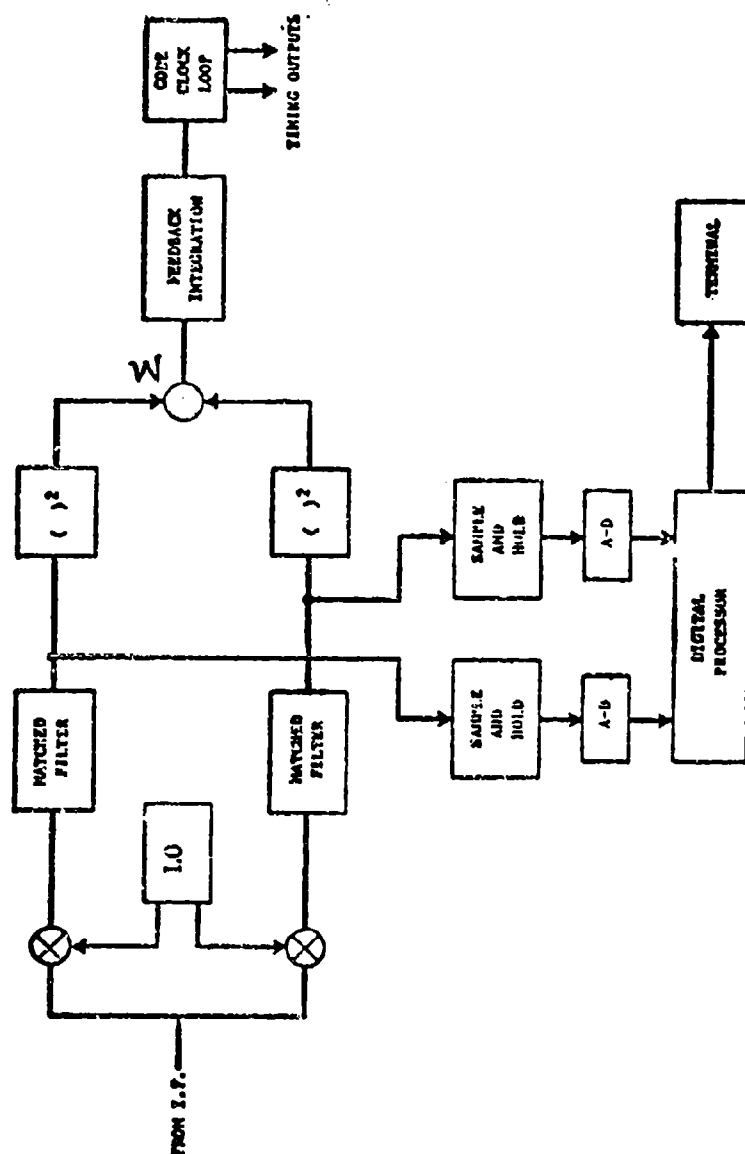 FROM I.F.
L.O
MATCHED
FILTER
MATCHED
FILTER
( )²
( )²
Σ
FEEDBACK
INTEGRATION
CODE
CLOCK
LOOP
TIMING OUTPUTS
SAMPLE
AND
HOLD
SAMPLE
AND
HOLD
A-D
A-D
DIGITAL
PROCESSOR
TERMINAL